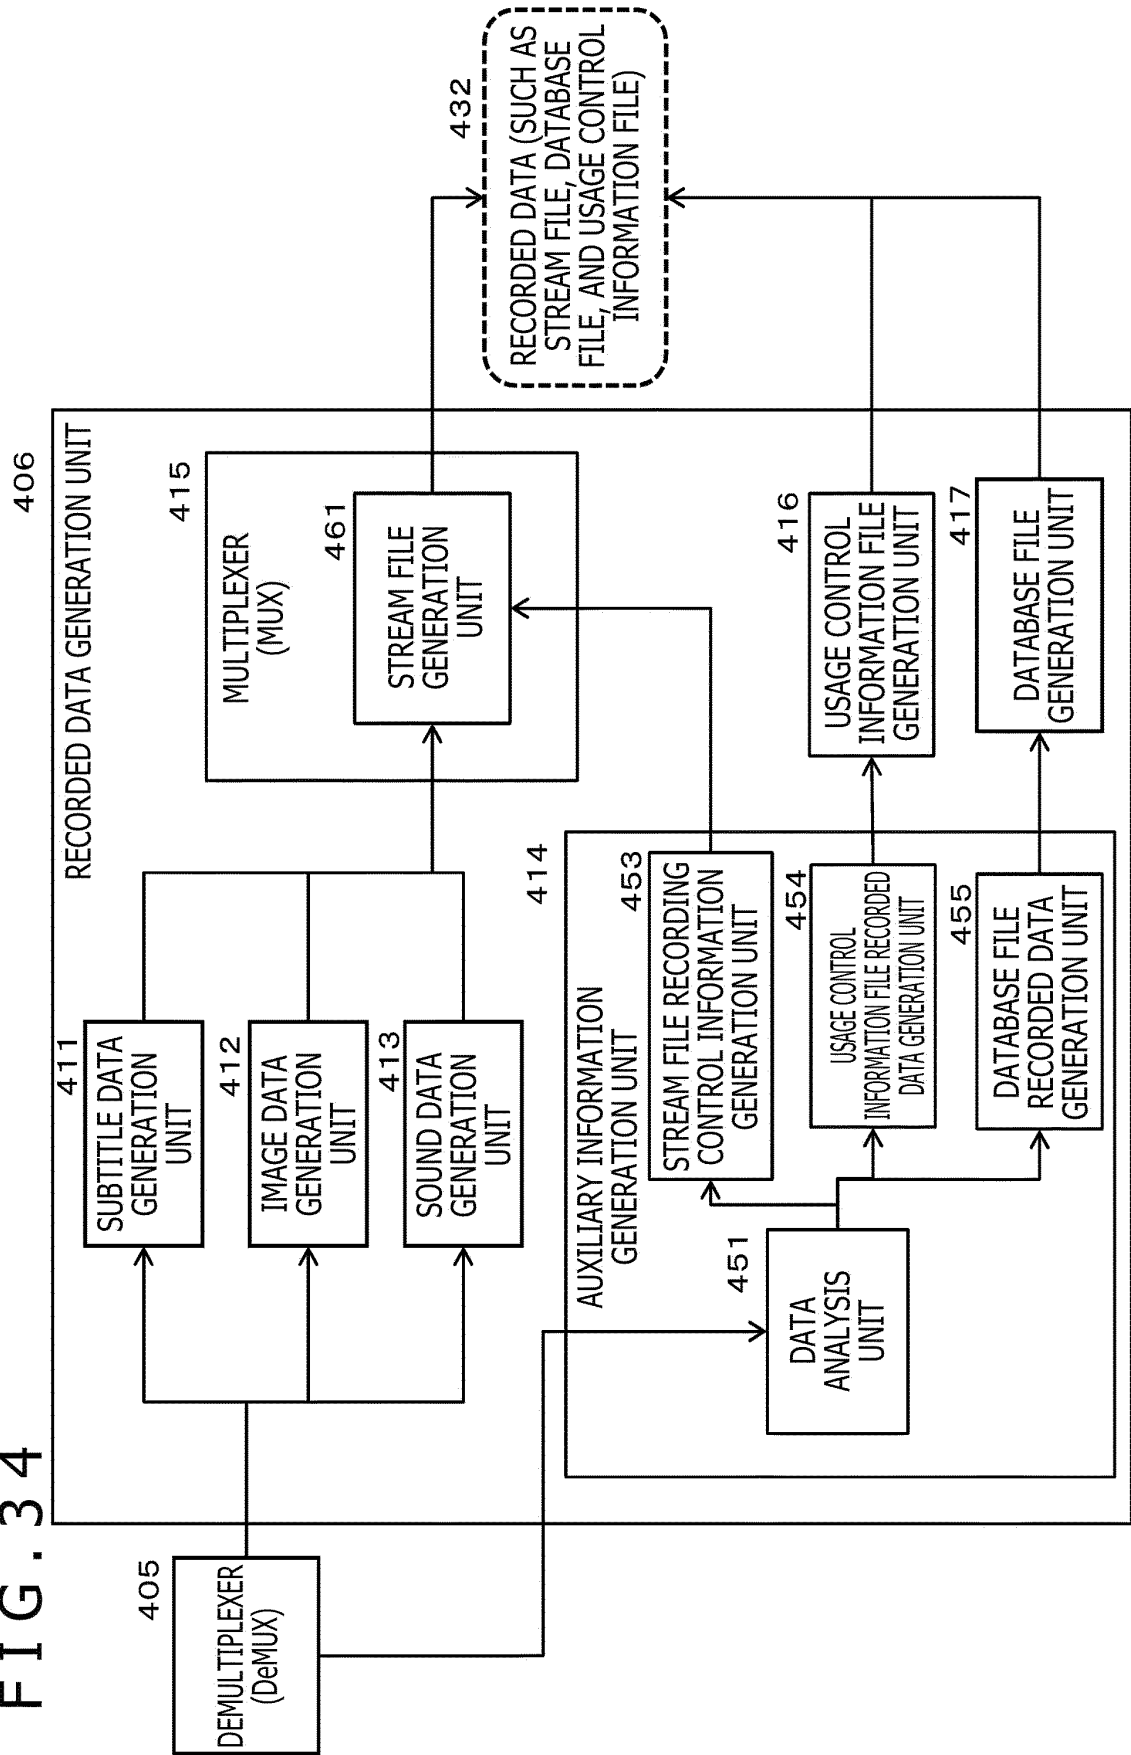 FIG.34
406
RECORDED DATA GENERATION UNIT
405
DEMULTIPLEXER
(DeMUX)
411
SUBTITLE DATA
GENERATION
UNIT
412
IMAGE DATA
GENERATION
UNIT
413
SOUND DATA
GENERATION
UNIT
415
MULTIPLEXER
(MUX)
461
STREAM FILE
GENERATION
UNIT
432
RECORDED DATA (SUCH AS
STREAM FILE, DATABASE
FILE, AND USAGE CONTROL
INFORMATION FILE)
414
AUXILIARY INFORMATION
GENERATION UNIT
451
DATA
ANALYSIS
UNIT
453
STREAM FILE RECORDING
CONTROL INFORMATION
GENERATION UNIT
454
USAGE CONTROL
INFORMATION FILE RECORDED
DATA GENERATION UNIT
455
DATABASE FILE
RECORDED DATA
GENERATION UNIT
416
USAGE CONTROL
INFORMATION FILE
GENERATION UNIT
417
DATABASE FILE
GENERATION UNIT